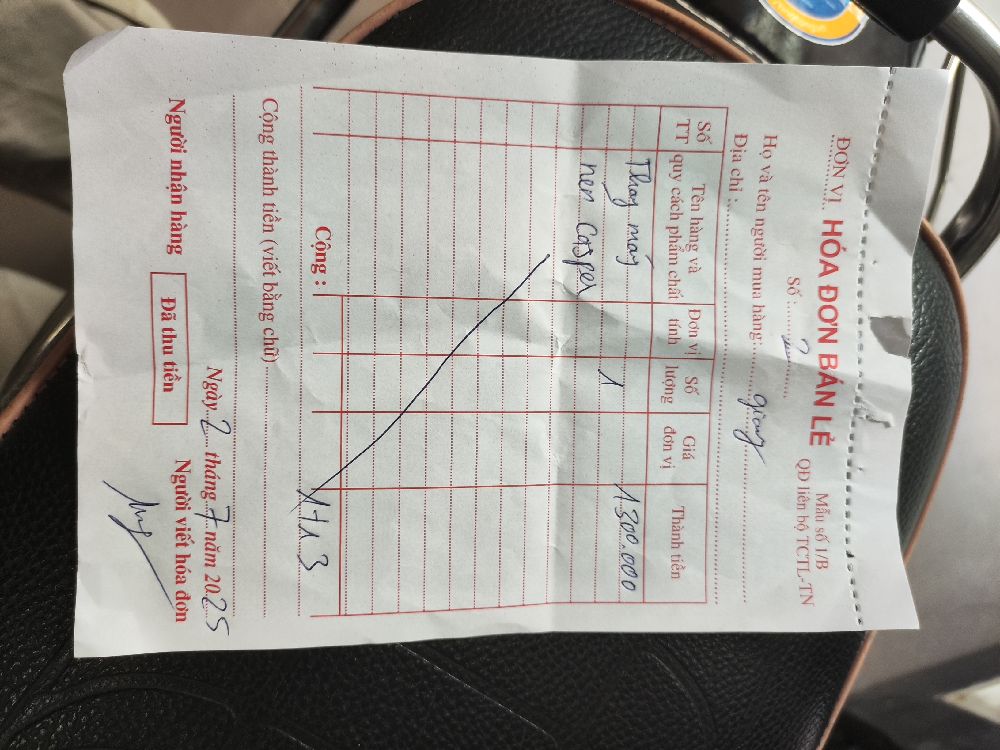 ĐƠN VỊ HÓA ĐƠN BÁN LẺ Mẫu số 1/B
Số : 2 QĐ liên bộ TCTL-TN
Họ và tên người mua hàng: giang
Địa chỉ :
Số TT Tên hàng và quy cách phẩm chất Đơn vị tính Số lượng Giá đơn vị Thành tiền
Thay máy 1.300.000
nen Casper 1
Cộng :
Cộng thành tiền (viết bằng chữ)
Ngày 2 tháng 7 năm 2025
Người nhận hàng Đã thu tiền Người viết hóa đơn